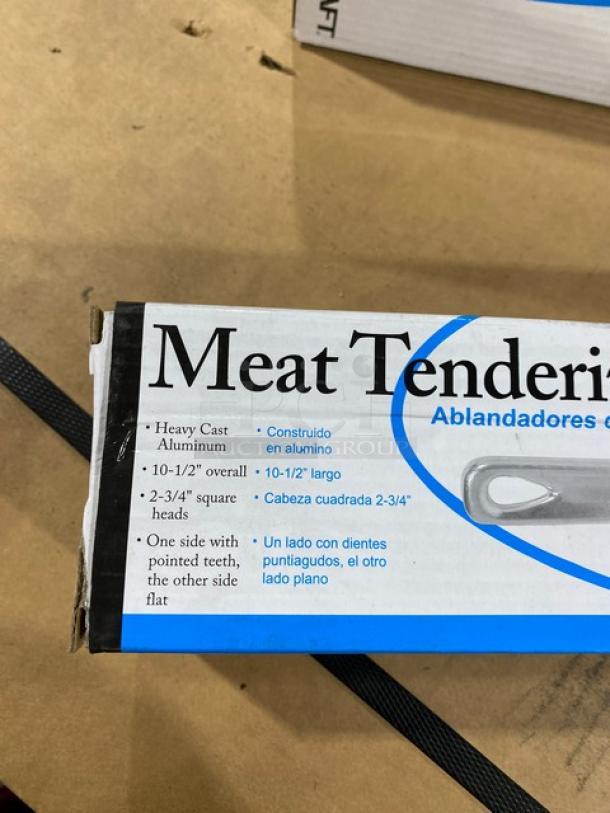 NFT.
Meat Tenderi
Ablandadores
• Heavy Cast
Aluminum
• 10-1/2" overall
• 2-3/4" square
heads
• One side with
pointed teeth,
the other side
flat
• Construido
en alumino
• 10-1/2" largo
• Cabeza cuadrada 2-3/4"
• Un lado con dientes
puntiagudos, el otro
lado plano